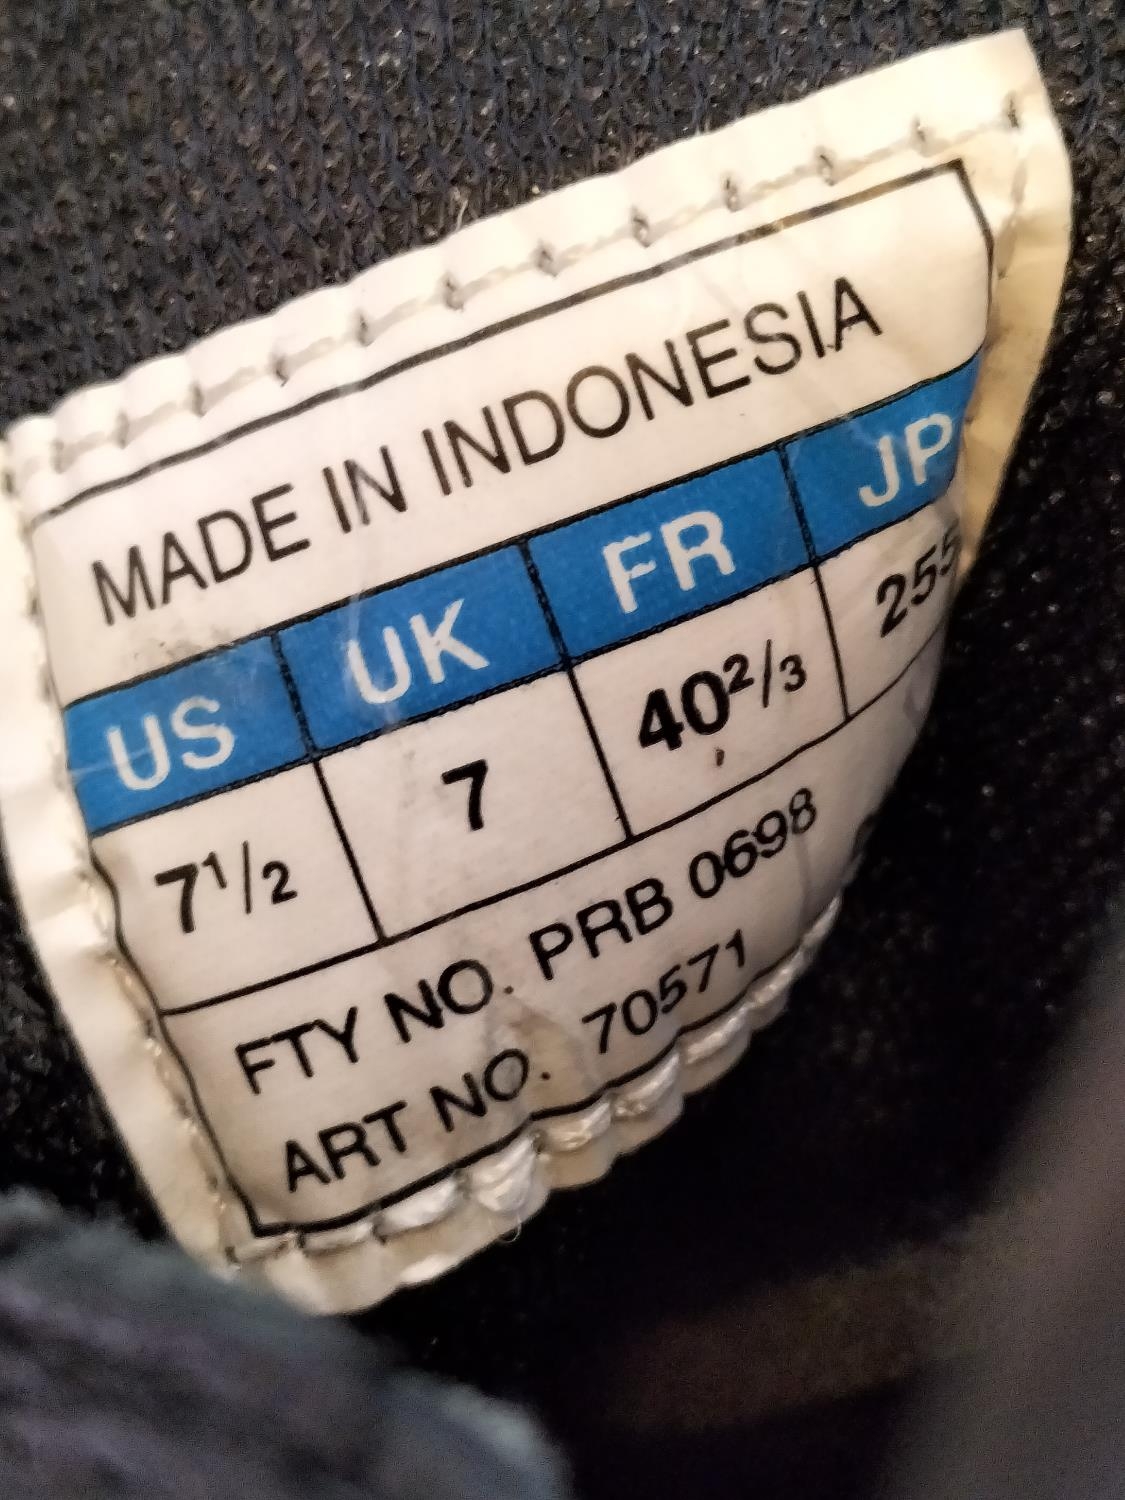 MADE IN INDONESIA
US UK FR JP
7½ 7 40⅔ 255
FTY NO. PRB 0698
ART NO. 70571